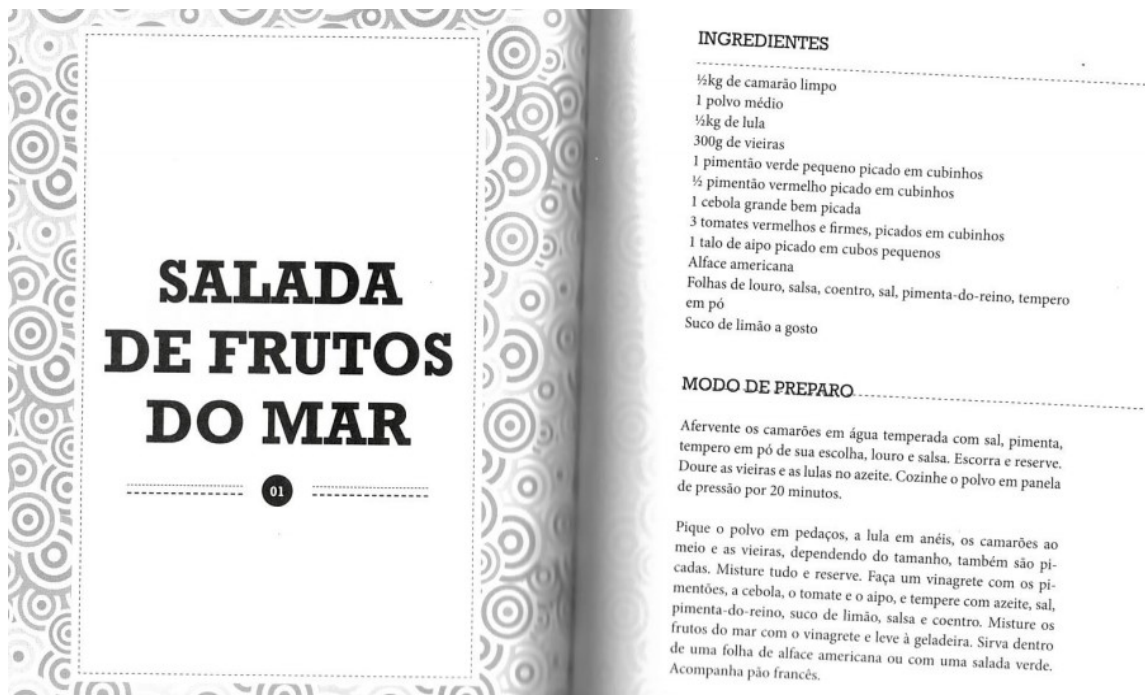 SALADA
DE FRUTOS
DO MAR
01
INGREDIENTES
½kg de camarão limpo
1 polvo médio
½kg de lula
300g de vieiras
1 pimentão verde pequeno picado em cubinhos
½ pimentão vermelho picado em cubinhos
1 cebola grande bem picada
3 tomates vermelhos e firmes, picados em cubinhos
1 talo de aipo picado em cubos pequenos
Alface americana
Folhas de louro, salsa, coentro, sal, pimenta-do-reino, tempero
em pó
Suco de limão a gosto
MODO DE PREPARO
Afervente os camarões em água temperada com sal, pimenta,
tempero em pó de sua escolha, louro e salsa. Escorra e reserve.
Doure as vieiras e as lulas no azeite. Cozinhe o polvo em panela
de pressão por 20 minutos.
Pique o polvo em pedaços, a lula em anéis, os camarões ao
meio e as vieiras, dependendo do tamanho, também são pi-
cadas. Misture tudo e reserve. Faça um vinagrete com os pi-
mentões, a cebola, o tomate e o aipo, e tempere com azeite, sal,
pimenta-do-reino, suco de limão, salsa e coentro. Misture os
frutos do mar com o vinagrete e leve à geladeira. Sirva dentro
de uma folha de alface americana ou com uma salada verde.
Acompanha pão francês.